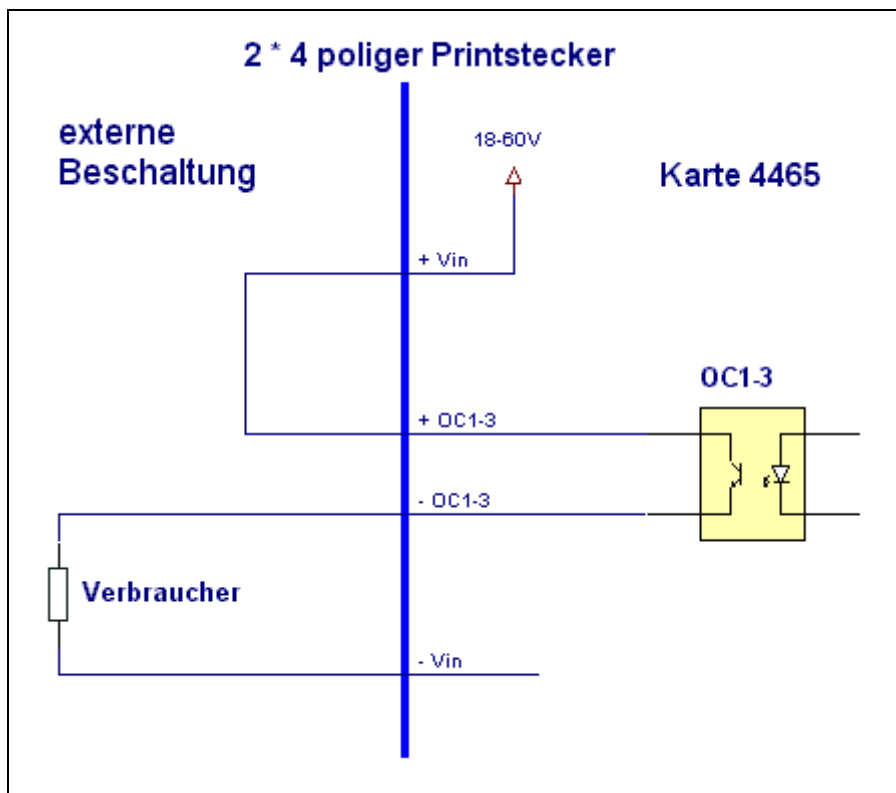 2 * 4 poliger Printstecker
externe
Beschaltung
18-60V
Karte 4465
+ Vin
OC1-3
+ OC1-3
- OC1-3
Verbraucher
- Vin